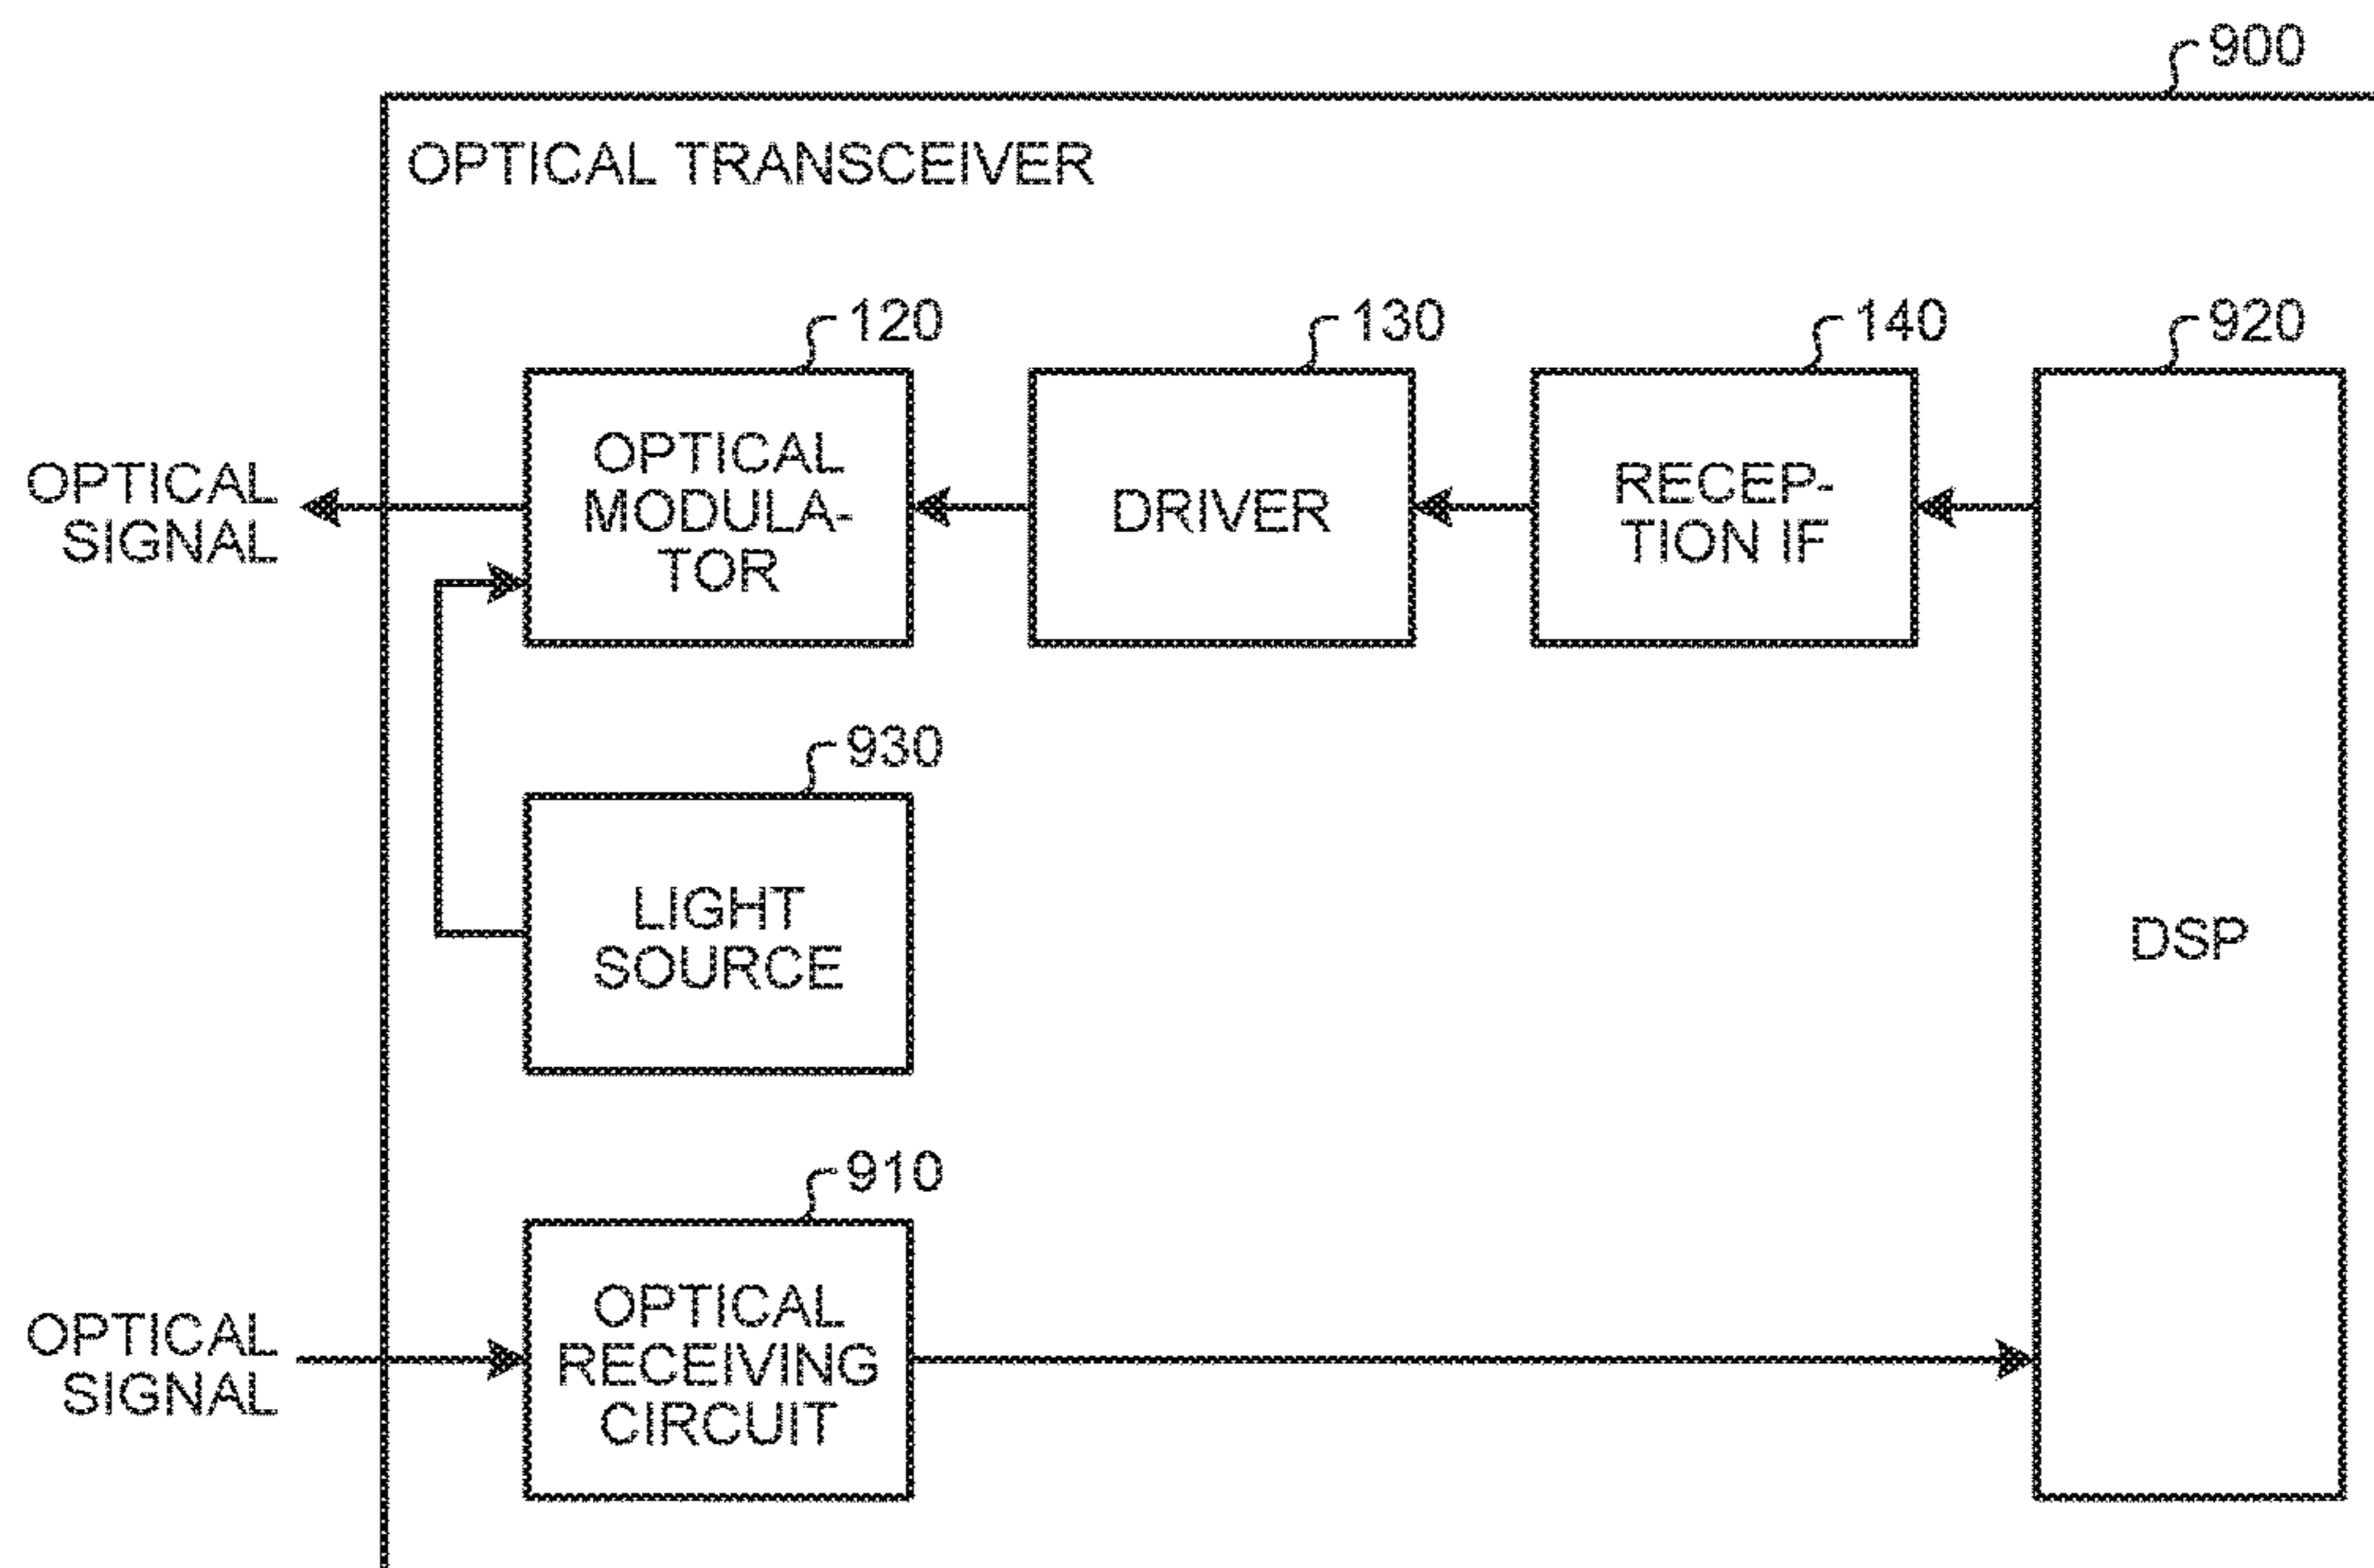 900
OPTICAL TRANSCEIVER
120
130
140
920
OPTICAL
SIGNAL
OPTICAL
MODULA-
TOR
DRIVER
RECEP-
TION IF
930
LIGHT
SOURCE
DSP
910
OPTICAL
SIGNAL
OPTICAL
RECEIVING
CIRCUIT